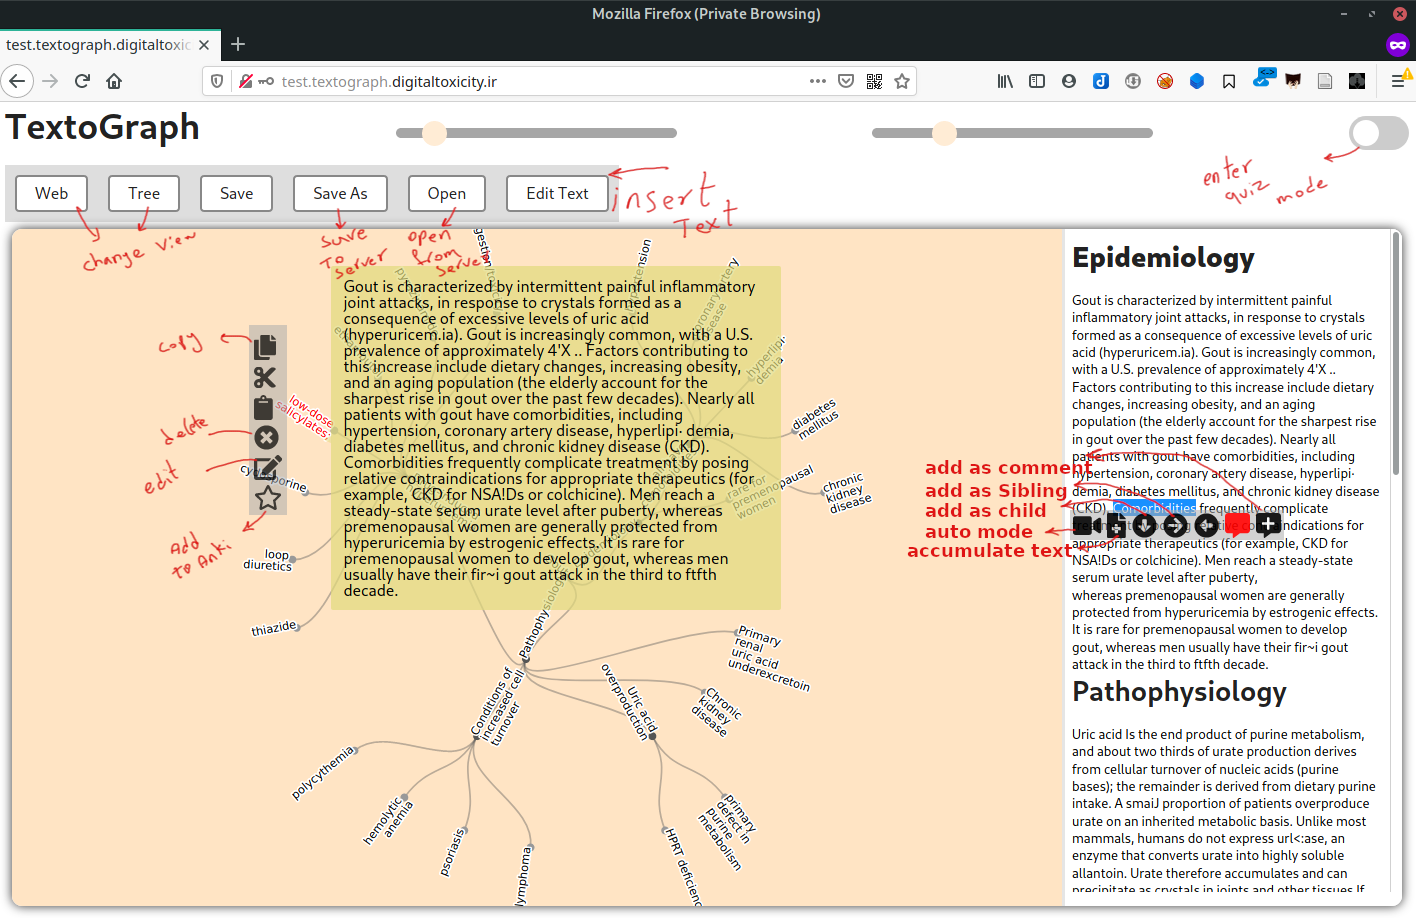 Mozilla Firefox (Private Browsing)
test.textograph.digitaltoxic
test.textograph.digitaltoxicity.ir
TextoGraph
enter
quiz
mode
Web
Tree
Save
Save As
Open
Edit Text
insert
Text
change view
save
To
server
open
from
serve
gestion/to
Gout is characterized by intermittent painful inflammatory
joint attacks, in response to crystals formed as a
consequence of excessive levels of uric acid
(hyperuricem.ia). Gout is increasingly common, with a U.S.
prevalence of approximately 4'X .. Factors contributing to
this increase include dietary changes, increasing obesity,
and an aging population (the elderly account for the
sharpest rise in gout over the past few decades). Nearly all
patients with gout have comorbidities, including
hypertension, coronary artery disease, hyperlipi· demia,
diabetes mellitus, and chronic kidney disease (CKD).
Comorbidities frequently complicate treatment by posing
relative contraindications for appropriate therapeutics (for
example, CKD for NSA!Ds or colchicine). Men reach a
steady-state serum urate level after puberty, whereas
premenopausal women are generally protected from
hyperuricemia by estrogenic effects. It is rare for
premenopausal women to develop gout, whereas men
usually have their fir~i gout attack in the third to ftfth
decade.
coronary artery
disease
hyperlipi·
demia
diabetes
mellitus
rare for
premenopausal
women
chronic
kidney
disease
copy
delete
edit
Add
to Anki
low-dose
salicylates.
cyclosporine
loop
diuretics
thiazide
Pathophysiology
Conditions of
increased cell
turnover
Uric acid
overproduction
Primary
renal
uric acid
underexcretoin
Chronic
kidney
disease
polycythemia
hemolytic
anemia
psoriasis
lymphoma
HPRT deficienc
primary
defect in
purine
metabolism
add as comment
add as Sibling
add as child
auto mode
accumulate text
Epidemiology
Gout is characterized by intermittent painful
inflammatory joint attacks, in response to crystals
formed as a consequence of excessive levels of uric
acid (hyperuricem.ia). Gout is increasingly common,
with a U.S. prevalence of approximately 4'X ..
Factors contributing to this increase include dietary
changes, increasing obesity, and an aging
population (the elderly account for the sharpest rise
in gout over the past few decades). Nearly all
patients with gout have comorbidities, including
hypertension, coronary artery disease, hyperlipi·
demia, diabetes mellitus, and chronic kidney disease
(CKD). Comorbidities frequently complicate
indications for
appropriate therapeutics (for example, CKD for
NSA!Ds or colchicine). Men reach a steady-state
serum urate level after puberty,
whereas premenopausal women are generally
protected from hyperuricemia by estrogenic effects.
It is rare for premenopausal women to develop
gout, whereas men usually have their fir~i gout
attack in the third to ftfth decade.
Pathophysiology
Uric acid Is the end product of purine metabolism,
and about two thirds of urate production derives
from cellular turnover of nucleic acids (purine
bases); the remainder is derived from dietary purine
intake. A smaiJ proportion of patients overproduce
urate on an inherited metabolic basis. Unlike most
mammals, humans do not express url<:ase, an
enzyme that converts urate into highly soluble
allantoin. Urate therefore accumulates and can
precipitate as crystals in joints and other tissues If